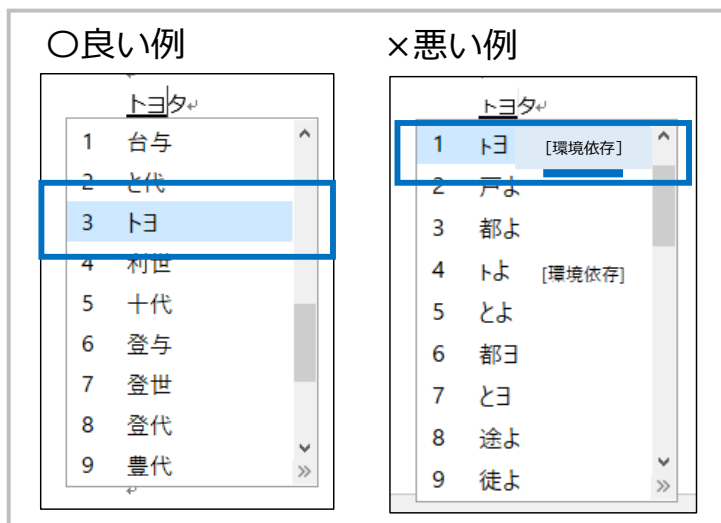 〇良い例
トヨタ↵
1 台与
2 と代
3 トヨ
4 利世
5 十代
6 登与
7 登世
8 登代
9 豊代
×悪い例
トヨタ↵
1 ㇳヨ [環境依存]
2 戸よ
3 都よ
4 ㇳよ [環境依存]
5 とよ
6 都ヨ
7 とヨ
8 途よ
9 徒よ